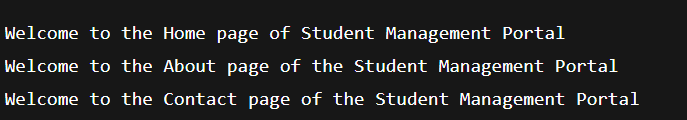 Welcome to the Home page of Student Management Portal
Welcome to the About page of the Student Management Portal
Welcome to the Contact page of the Student Management Portal